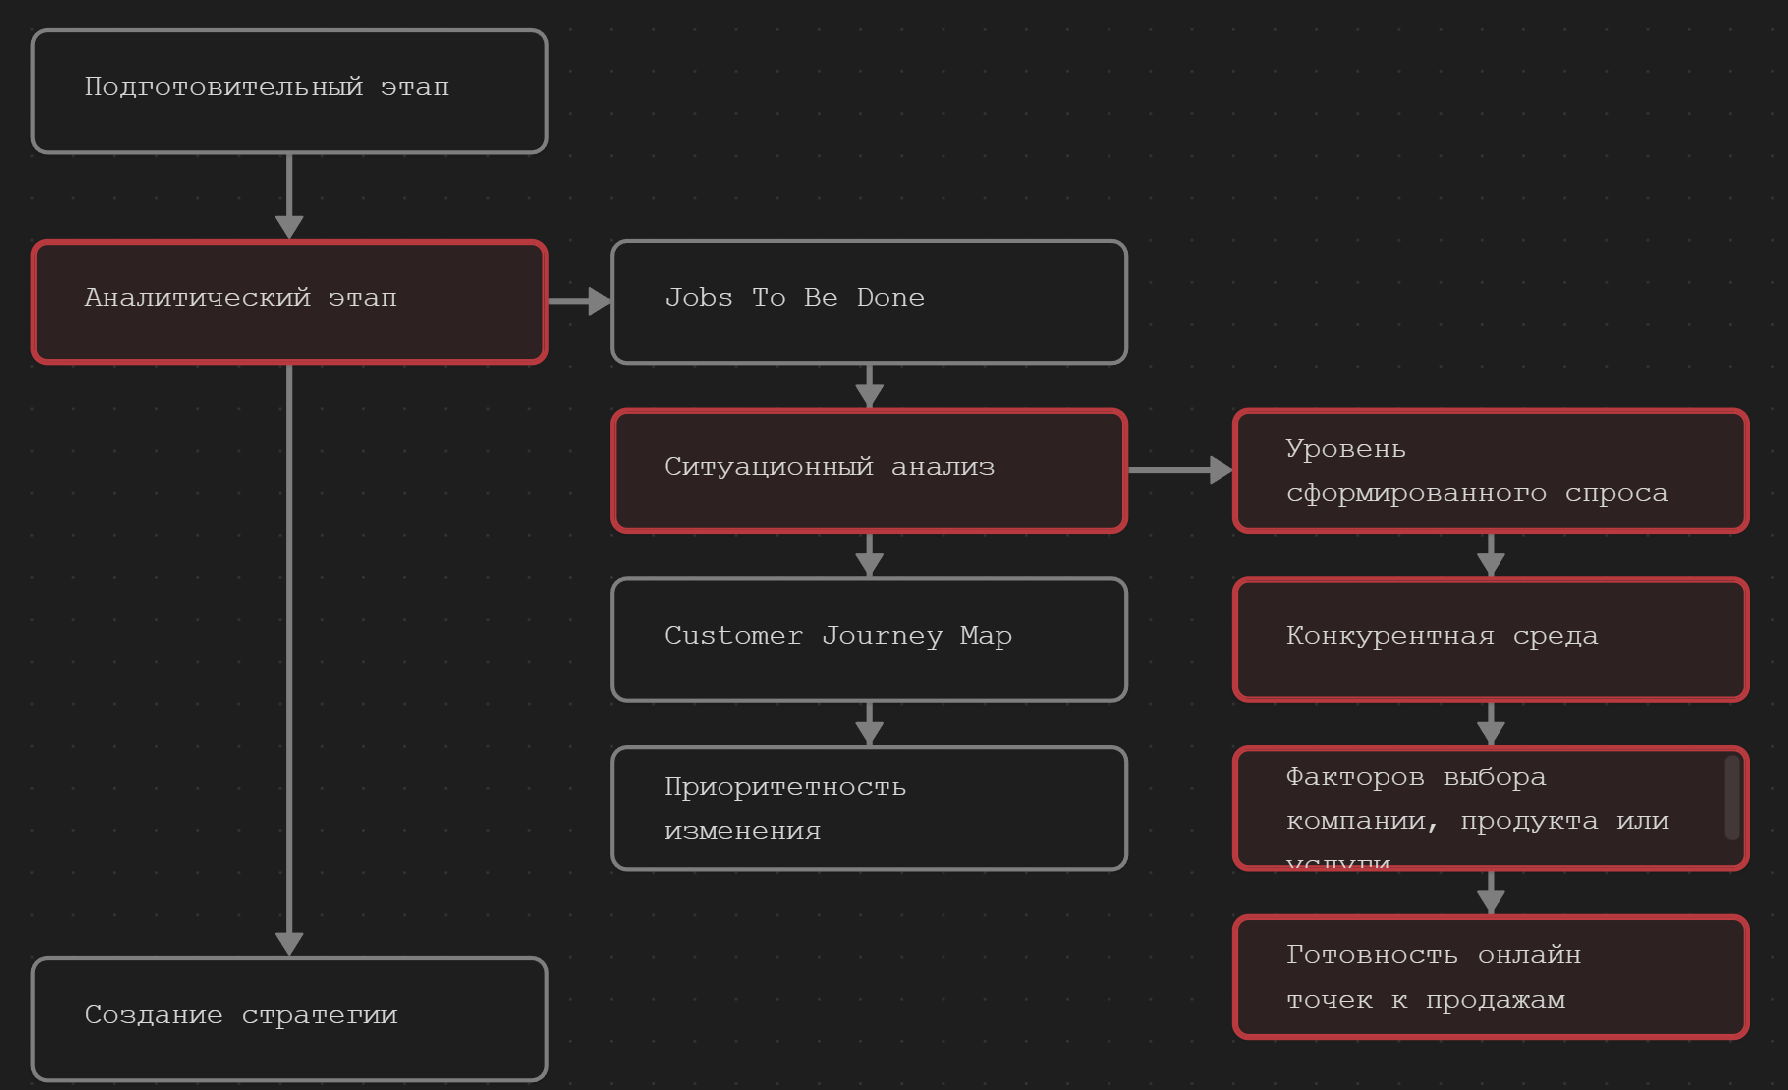 Подготовительный этап
Аналитический этап
Jobs To Be Done
Ситуационный анализ
Уровень
сформированного спроса
Customer Journey Map
Конкурентная среда
Приоритетность
изменения
Факторов выбора
компании, продукта или
услуги
Готовность онлайн
точек к продажам
Создание стратегии